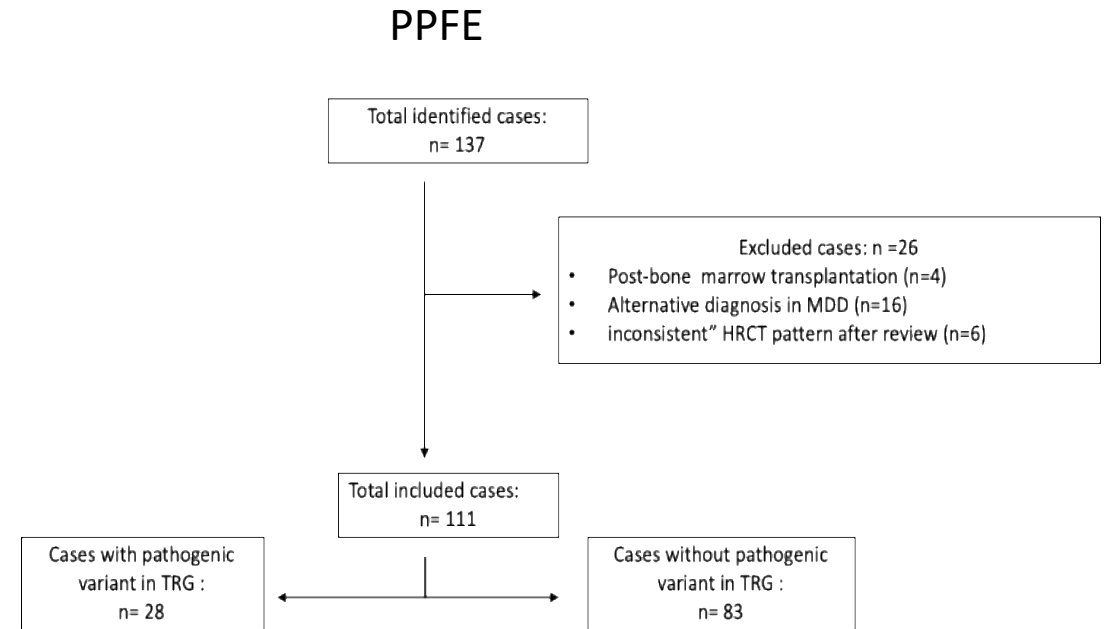 PPFE
Total identified cases:
n= 137
Excluded cases: n =26
• Post-bone marrow transplantation (n=4)
• Alternative diagnosis in MDD (n=16)
• inconsistent” HRCT pattern after review (n=6)
Total included cases:
n= 111
Cases with pathogenic
variant in TRG :
n= 28
Cases without pathogenic
variant in TRG :
n= 83